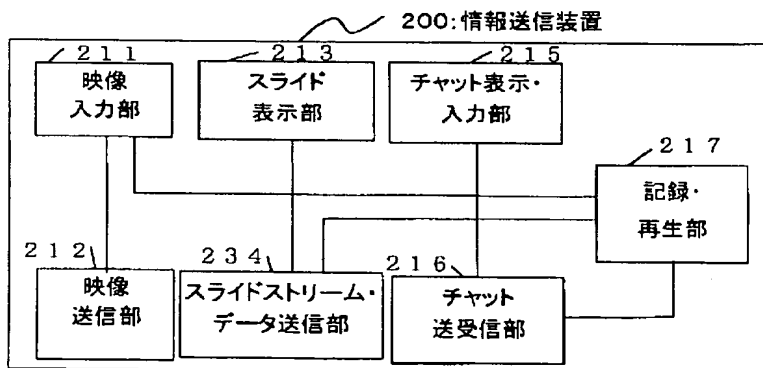 200:情報送信装置
211
映像
入力部
213
スライド
表示部
215
チャット表示・
入力部
217
記録・
再生部
212
映像
送信部
234
スライドストリーム・
データ送信部
216
チャット
送受信部